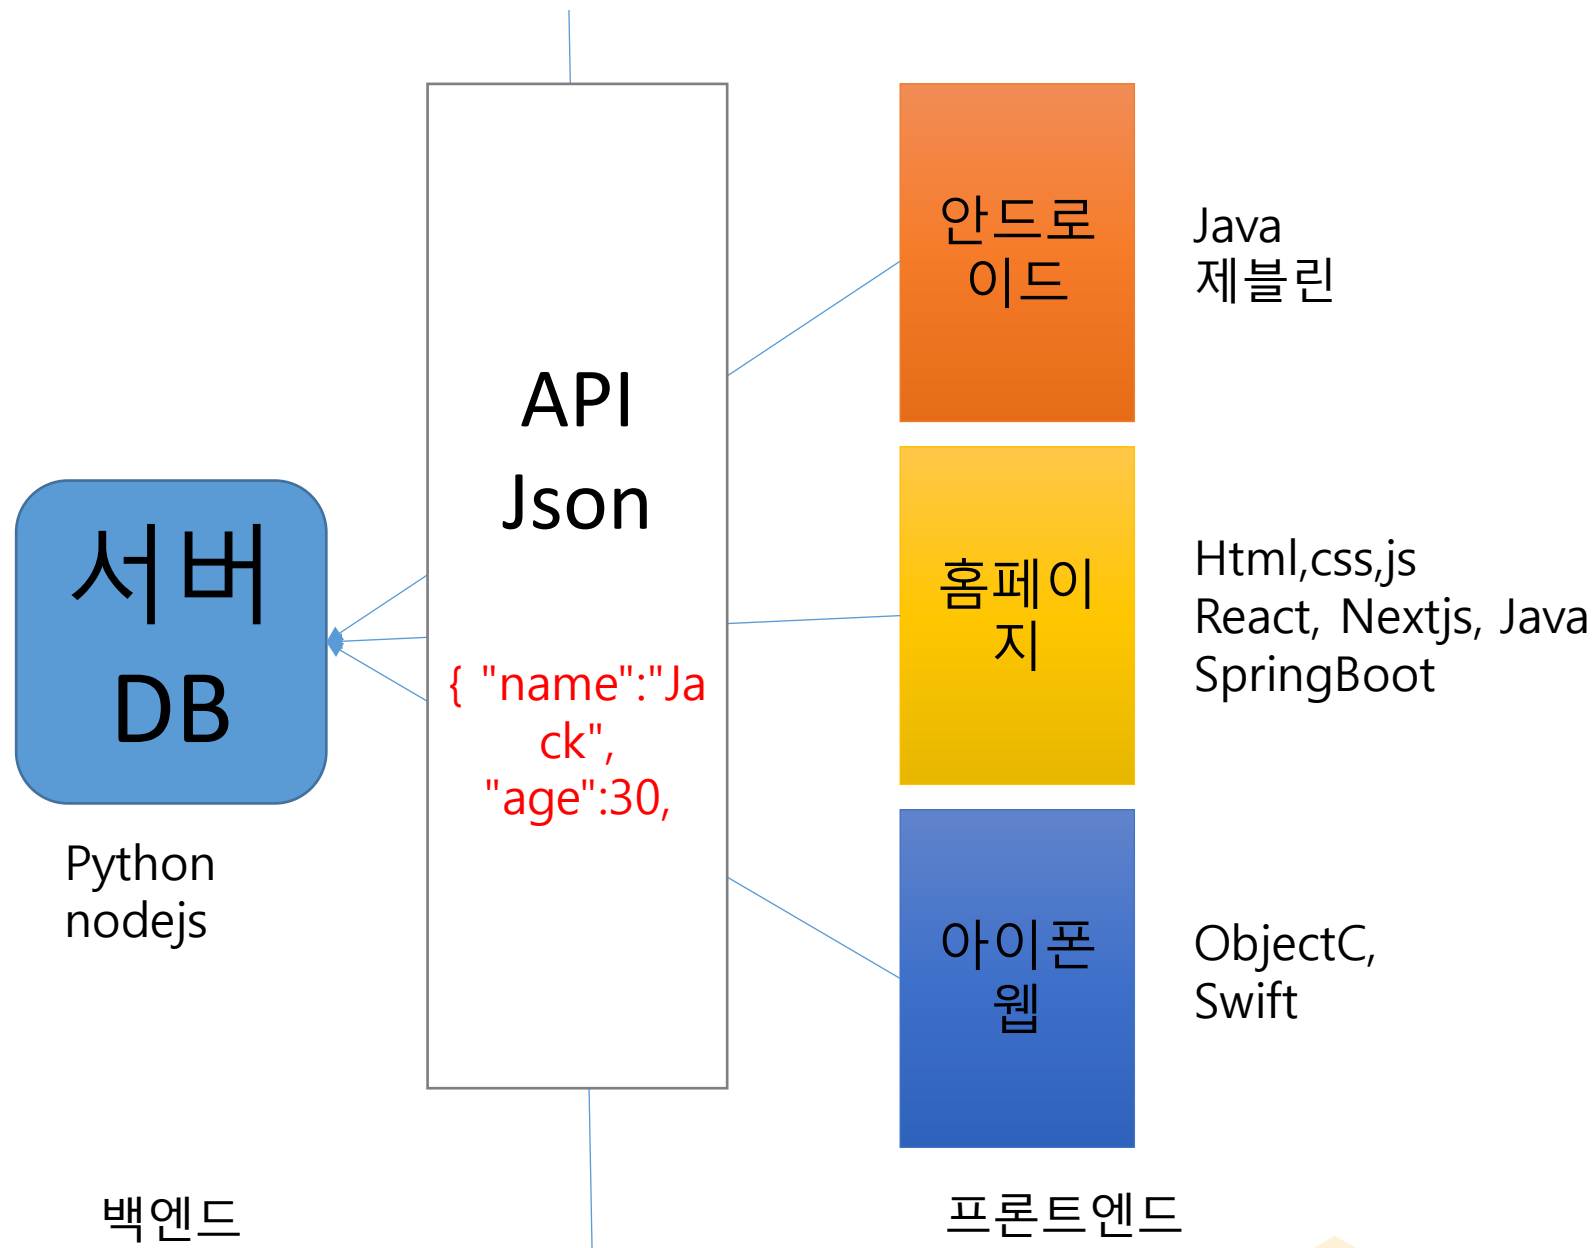 API
Json
{ "name":"Ja
ck",
"age":30,
서버
DB
Python
nodejs
백엔드
안드로
이드
Java
제블린
홈페이
지
Html,css,js
React, Nextjs, Java
SpringBoot
아이폰
웹
ObjectC,
Swift
프론트엔드